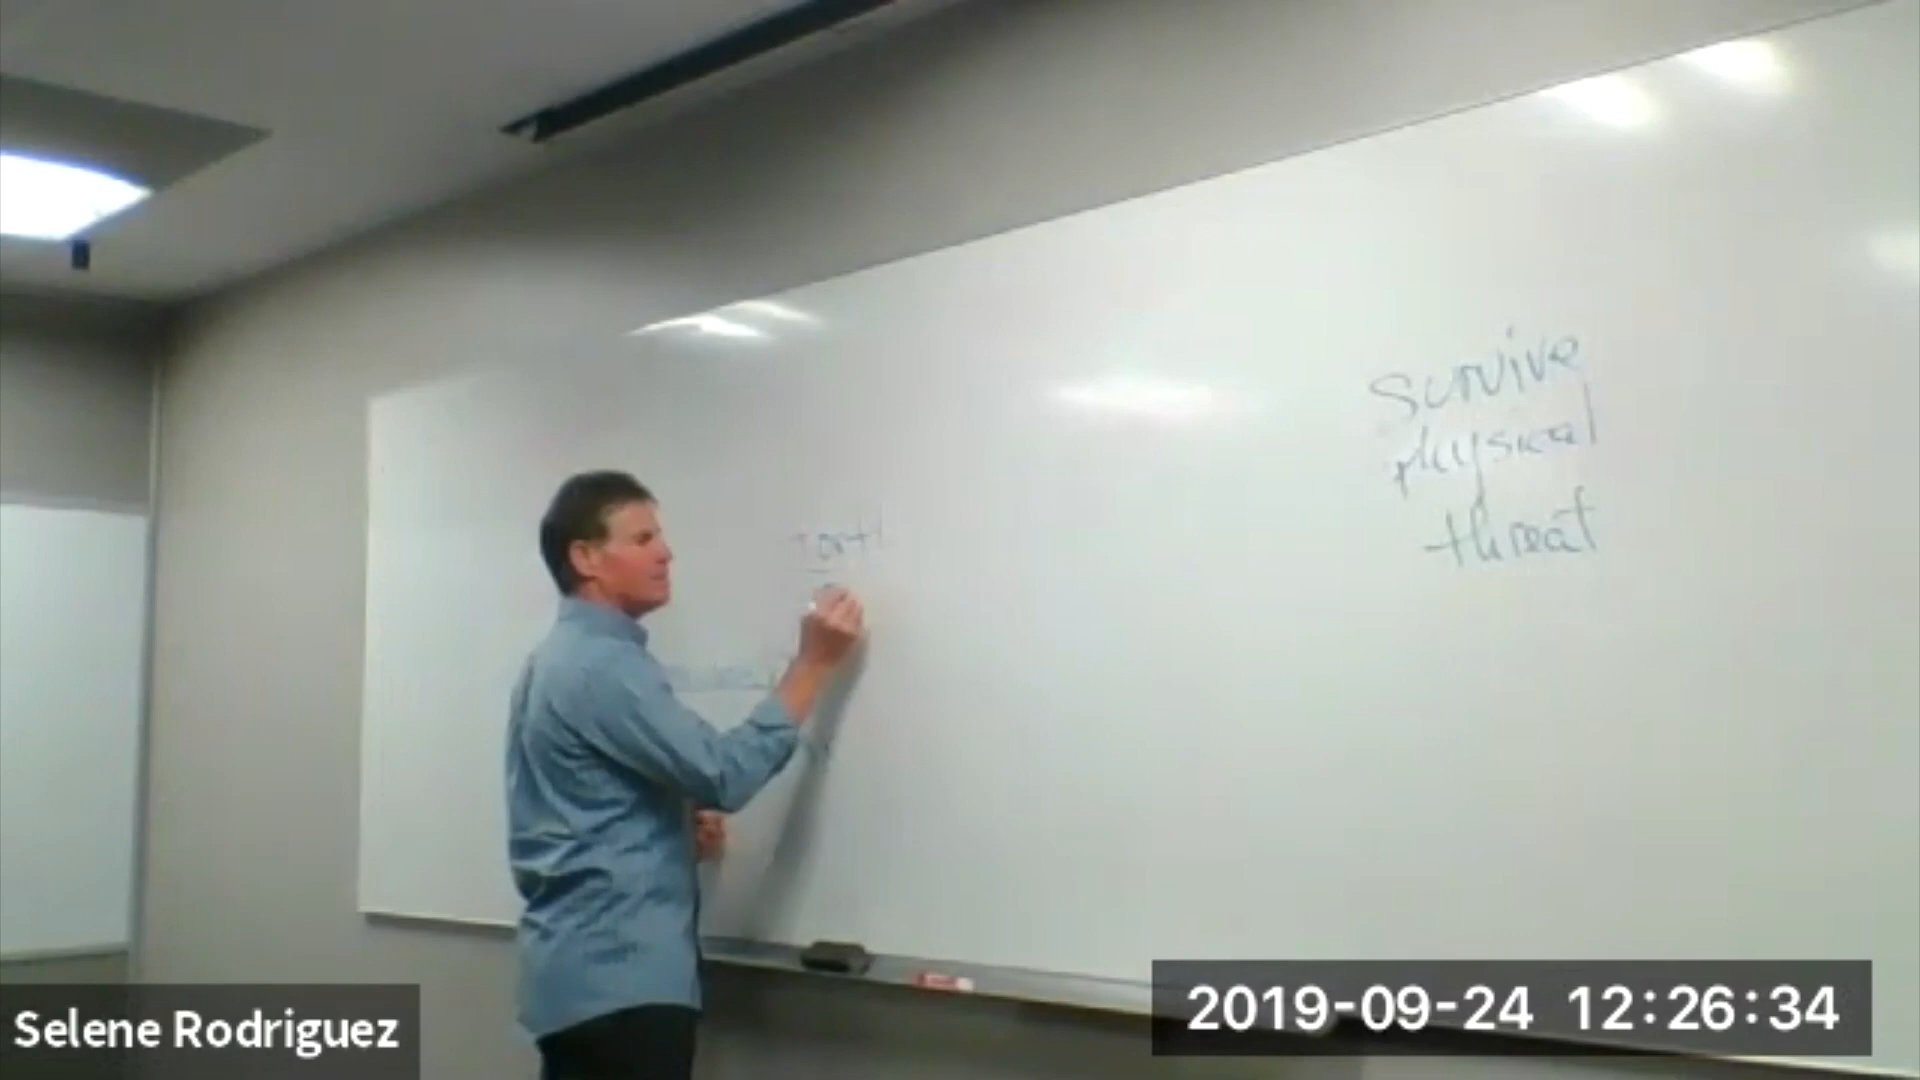 Survive
physical
threat
Selene Rodriguez
2019-09-24 12:26:34